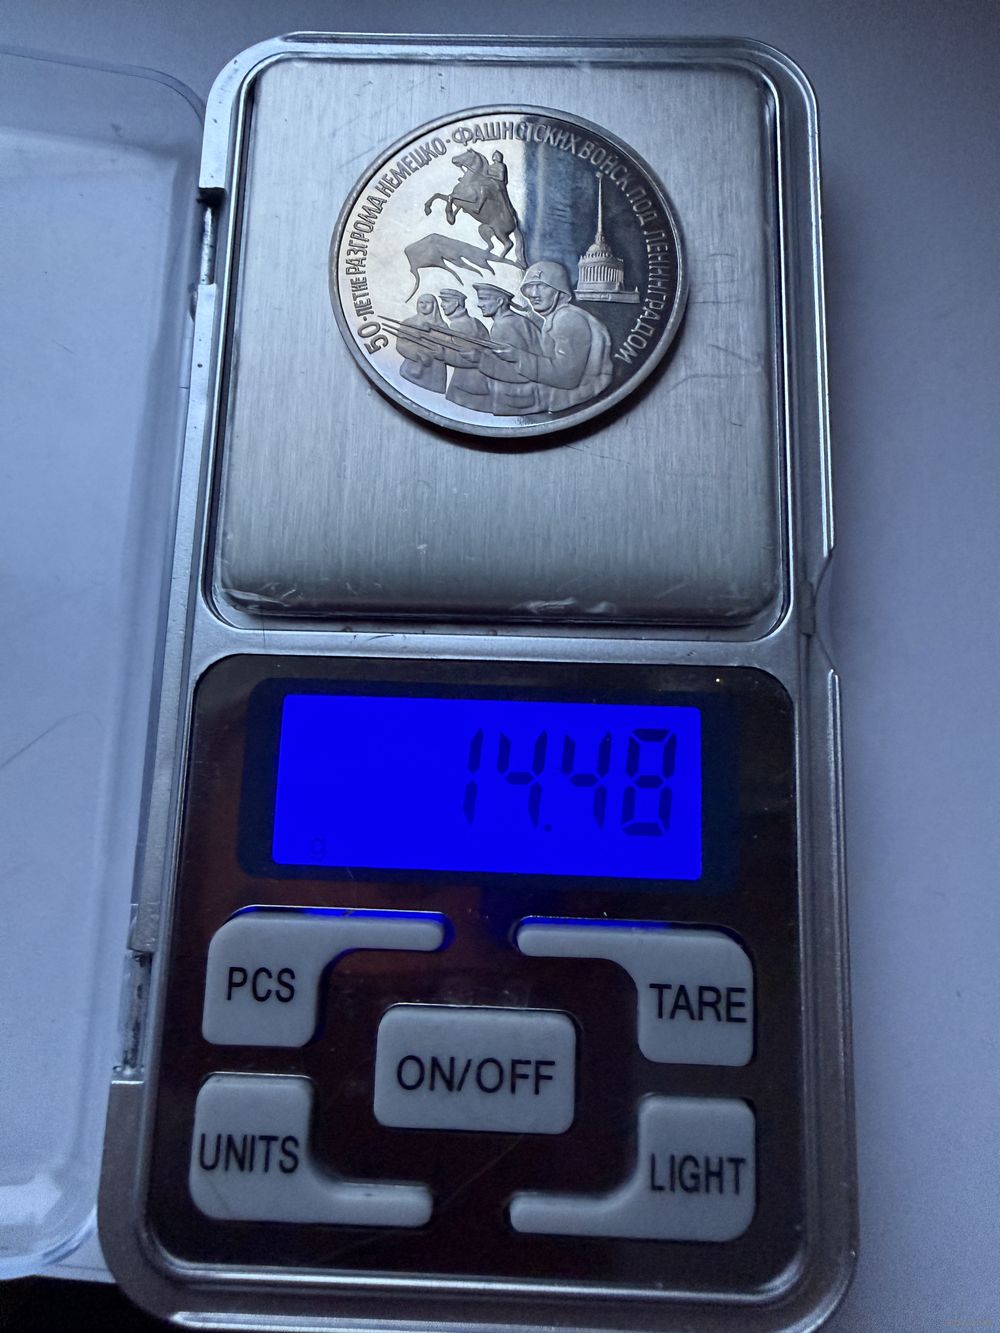 50-ЛЕТИЕ РАЗГРОМА НЕМЕЦКО-ФАШИСТСКИХ ВОЙСК ПОД ЛЕНИНГРАДОМ
14.48
g
PCS
TARE
ON/OFF
UNITS
LIGHT